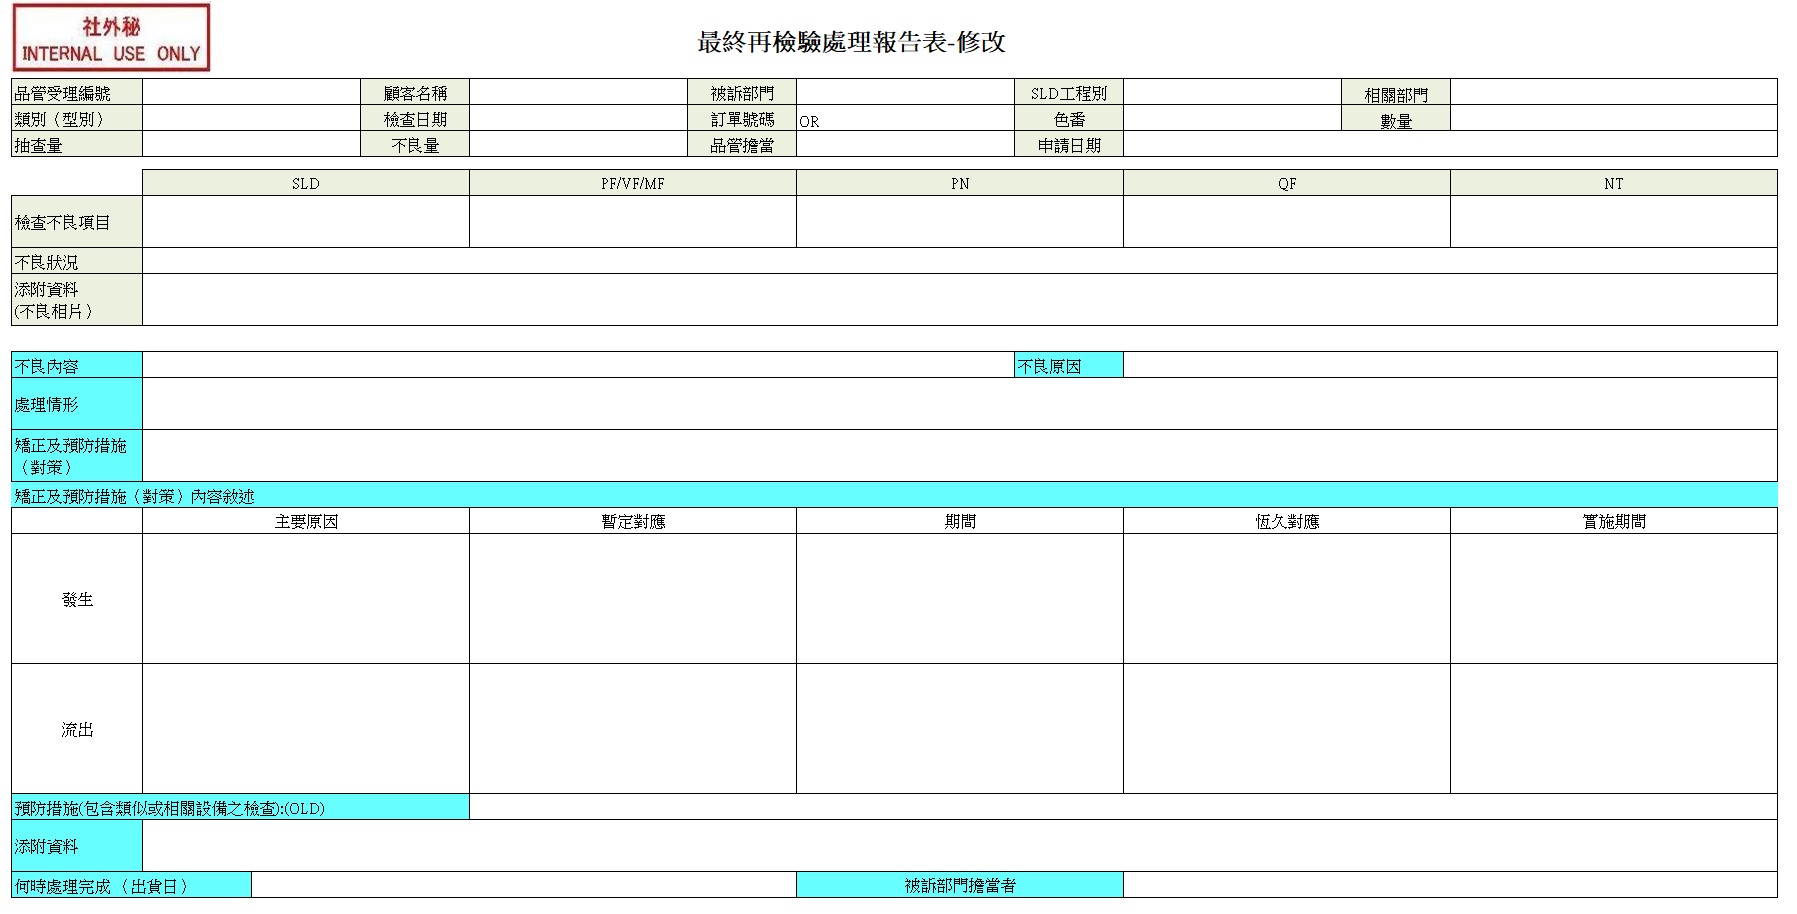 社外秘
INTERNAL USE ONLY
最終再檢驗處理報告表-修改
品管受理編號 顧客名稱 被訴部門 SLD工程別 相關部門
類別（型別） 檢查日期 訂單號碼 OR 色番 數量
抽查量 不良量 品管擔當 申請日期
SLD PF/VF/MF PN QF NT
檢查不良項目
不良狀況
添附資料
(不良相片）
不良內容 不良原因
處理情形
矯正及預防措施
（對策）
矯正及預防措施（對策）內容敘述
主要原因 暫定對應 期間 恆久對應 實施期間
發生
流出
預防措施(包含類似或相關設備之檢查):(OLD)
添附資料
何時處理完成（出貨日） 被訴部門擔當者